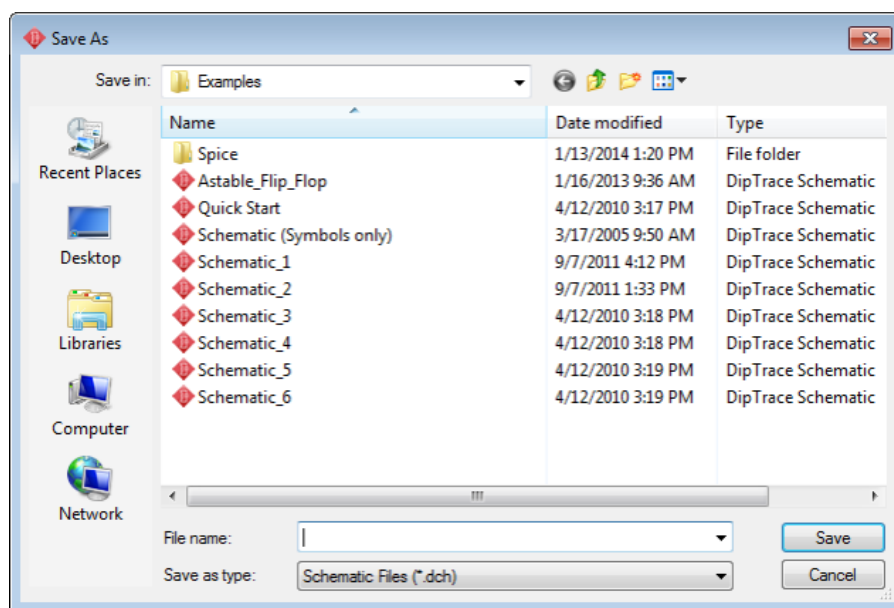 Save As
Save in: Examples
Name Date modified Type
Spice 1/13/2014 1:20 PM File folder
Astable_Flip_Flop 1/16/2013 9:36 AM DipTrace Schematic
Quick Start 4/12/2010 3:17 PM DipTrace Schematic
Schematic (Symbols only) 3/17/2005 9:50 AM DipTrace Schematic
Schematic_1 9/7/2011 4:12 PM DipTrace Schematic
Schematic_2 9/7/2011 1:33 PM DipTrace Schematic
Schematic_3 4/12/2010 3:18 PM DipTrace Schematic
Schematic_4 4/12/2010 3:18 PM DipTrace Schematic
Schematic_5 4/12/2010 3:19 PM DipTrace Schematic
Schematic_6 4/12/2010 3:19 PM DipTrace Schematic
Recent Places
Desktop
Libraries
Computer
Network
File name: Save
Save as type: Schematic Files (*.dch) Cancel